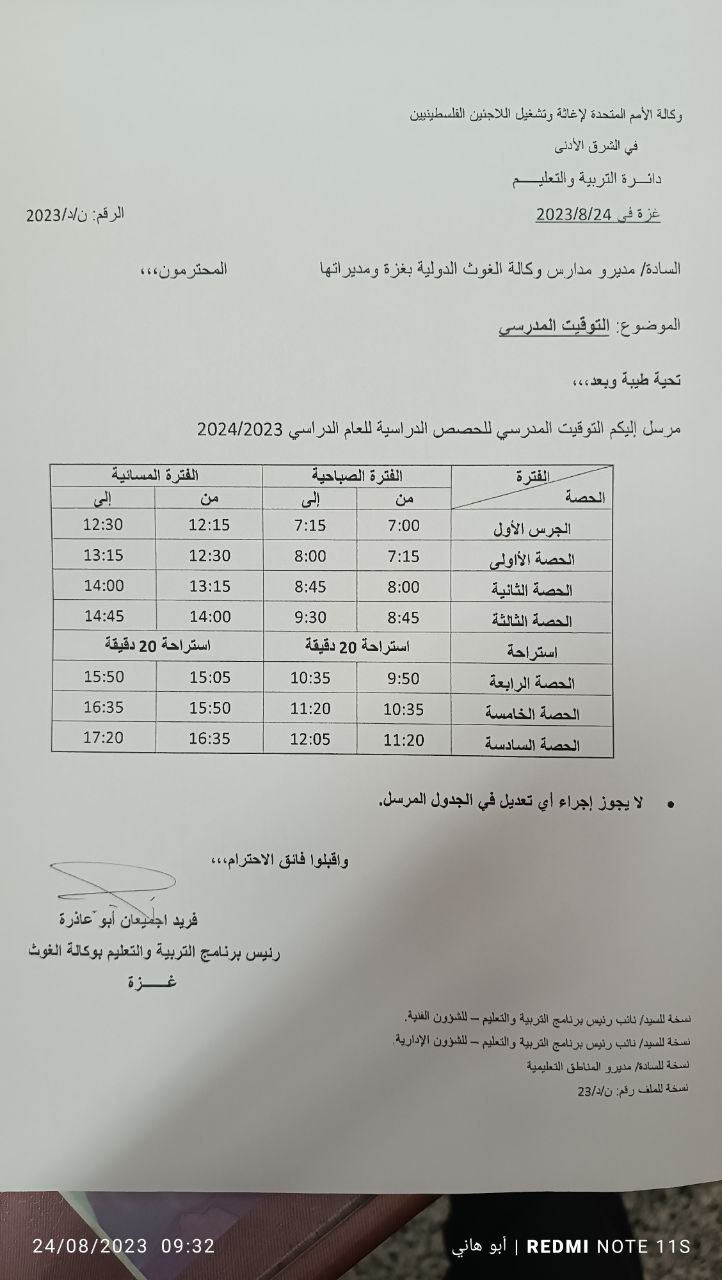 وكالة الأمم المتحدة لإغاثة وتشغيل اللاجئين الفلسطينيين
في الشرق الأدنى
دائـــرة التربية والتعليـــــم
غزة في 2023/8/24 الرقم: ن/د/2023
السادة/ مديرو مدارس وكالة الغوث الدولية بغزة ومديراتها المحترمون،،،
الموضوع: التوقيت المدرسي
تحية طيبة وبعد،،،
مرسل إليكم التوقيت المدرسي للحصص الدراسية للعام الدراسي 2024/2023
الفترة الفترة الصباحية الفترة المسائية
الحصة من إلى من إلى
الجرس الأول 7:00 7:15 12:15 12:30
الحصة الأاولى 7:15 8:00 12:30 13:15
الحصة الثانية 8:00 8:45 13:15 14:00
الحصة الثالثة 8:45 9:30 14:00 14:45
استراحة استراحة 20 دقيقة استراحة 20 دقيقة
الحصة الرابعة 9:50 10:35 15:05 15:50
الحصة الخامسة 10:35 11:20 15:50 16:35
الحصة السادسة 11:20 12:05 16:35 17:20
• لا يجوز إجراء أي تعديل في الجدول المرسل.
واقبلوا فائق الاحترام،،،
فريد اجميعان أبو عاذرة
رئيس برنامج التربية والتعليم بوكالة الغوث
غـــــزة
نسخة للسيد/ نائب رئيس برنامج التربية والتعليم – للشؤون الفنية.
نسخة للسيد/ نائب رئيس برنامج التربية والتعليم – للشؤون الإدارية.
نسخة للسادة/ مديرو المناطق التعليمية
نسخة للملف رقم: ن/د/23
24/08/2023 09:32
أبو هاني | REDMI NOTE 11S